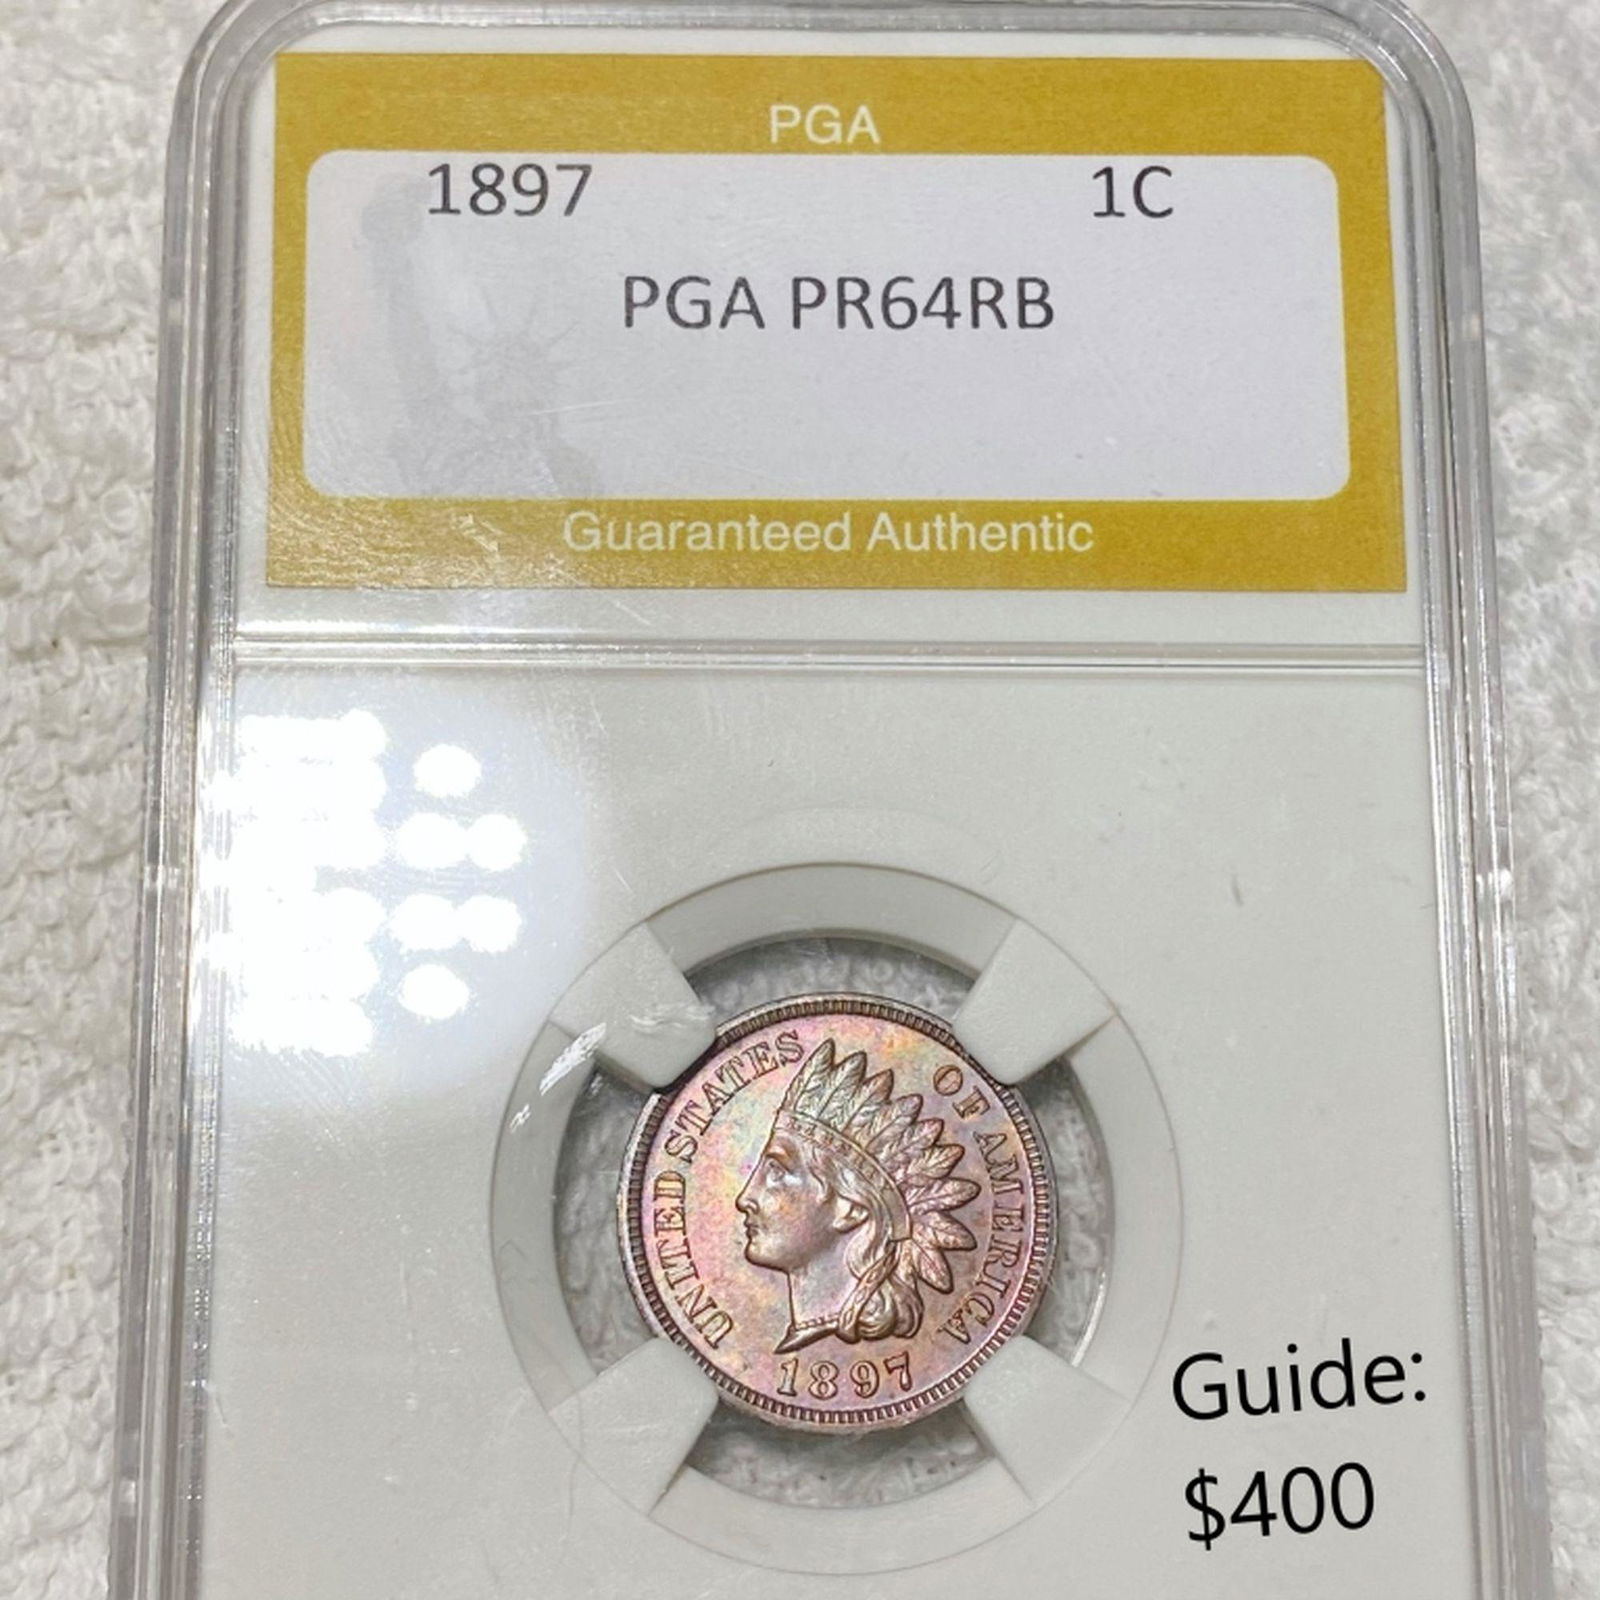 PGA
1897 1C
PGA PR64RB
Guaranteed Authentic
UNITED STATES OF AMERICA
1897
Guide:
$400